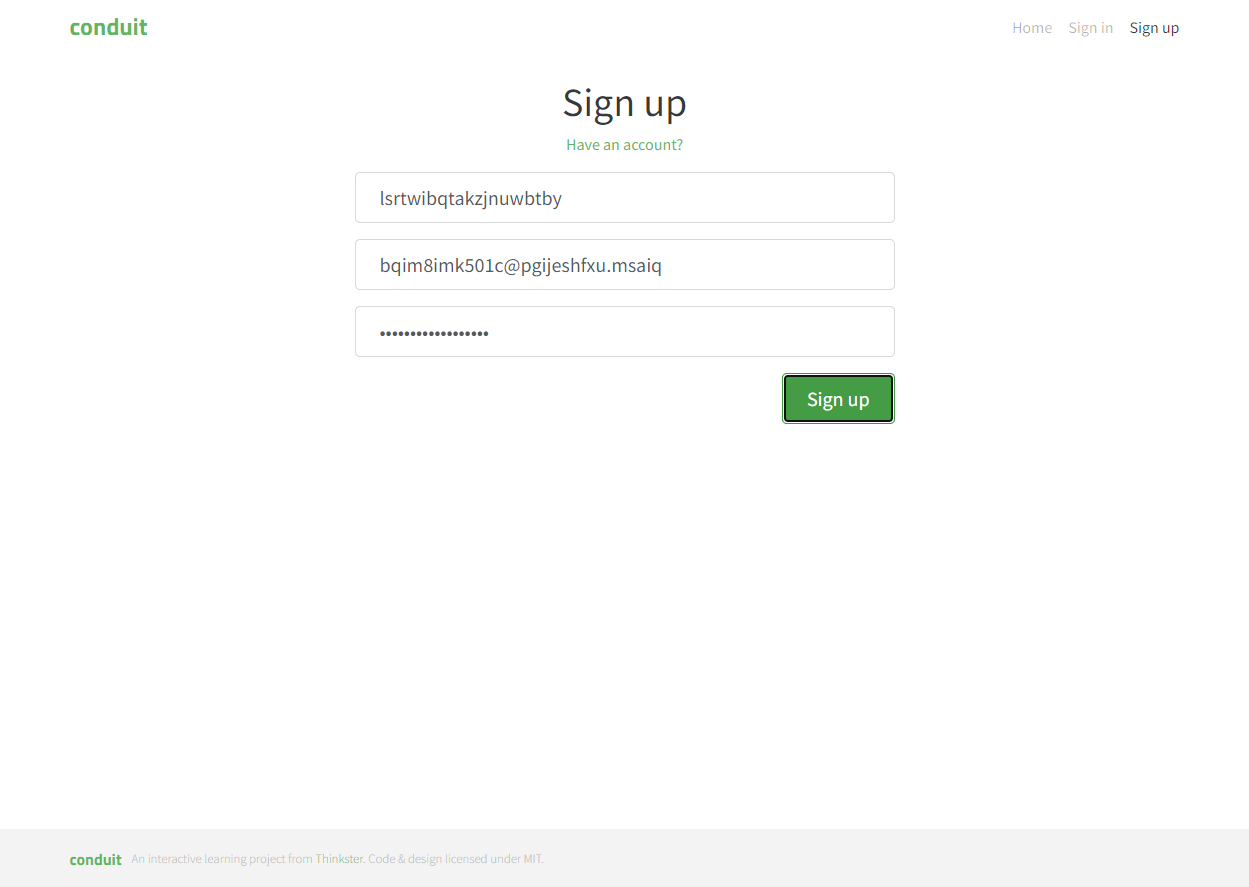 conduit
Home Sign in Sign up
Sign up
Have an account?
lsrtwibqtakzjnuwbtby
bqim8imk501c@pgijeshfxu.msaiq
••••••••••••••••••
Sign up
conduit An interactive learning project from Thinkster. Code & design licensed under MIT.